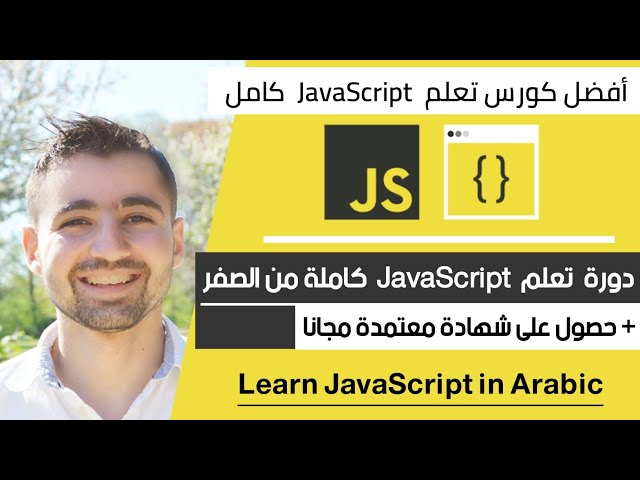 أفضل كورس تعلم JavaScript كامل
JS
{ }
دورة تعلم JavaScript كاملة من الصفر
+ حصول على شهادة معتمدة مجانا
Learn JavaScript in Arabic